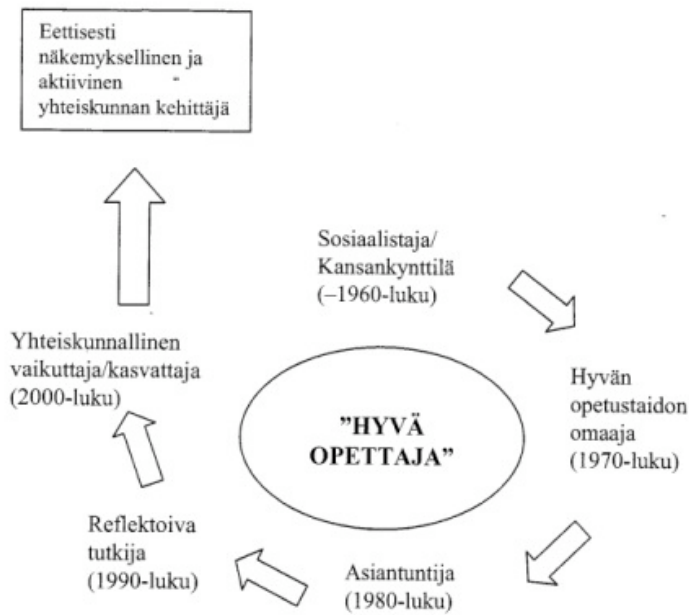 Eettisesti
näkemyksellinen ja
aktiivinen
yhteiskunnan kehittäjä
Sosiaalistaja/
Kansankynttilä
(–1960-luku)
Hyvän
opetustaidon
omaaja
(1970-luku)
Asiantuntija
(1980-luku)
Reflektoiva
tutkija
(1990-luku)
Yhteiskunnallinen
vaikuttaja/kasvattaja
(2000-luku)
”HYVÄ
OPETTAJA”